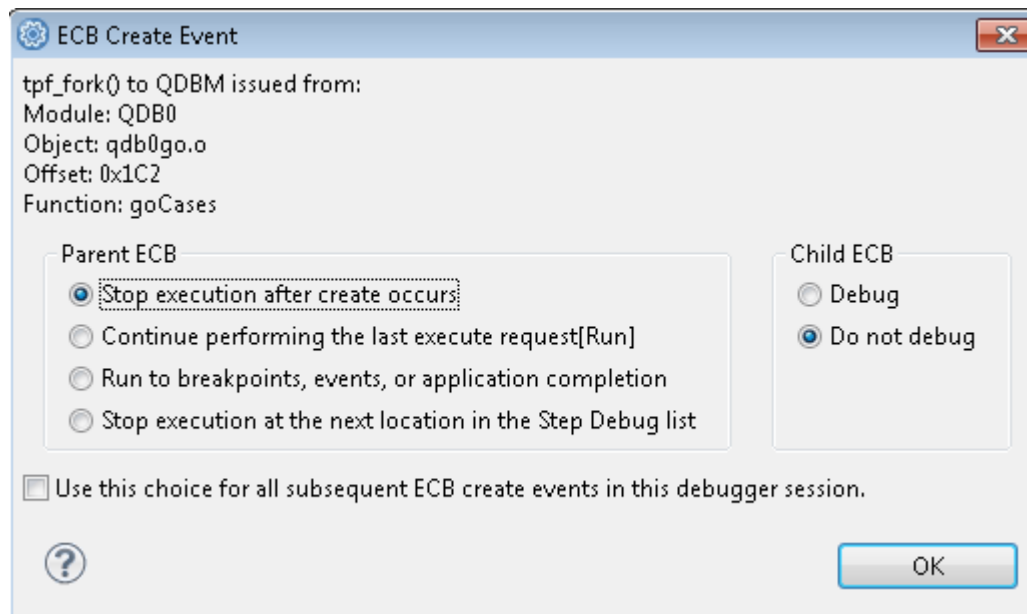 ECB Create Event
tpf_fork() to QDBM issued from:
Module: QDB0
Object: qdb0go.o
Offset: 0x1C2
Function: goCases
Parent ECB
Stop execution after create occurs
Continue performing the last execute request[Run]
Run to breakpoints, events, or application completion
Stop execution at the next location in the Step Debug list
Child ECB
Debug
Do not debug
Use this choice for all subsequent ECB create events in this debugger session.
?
OK